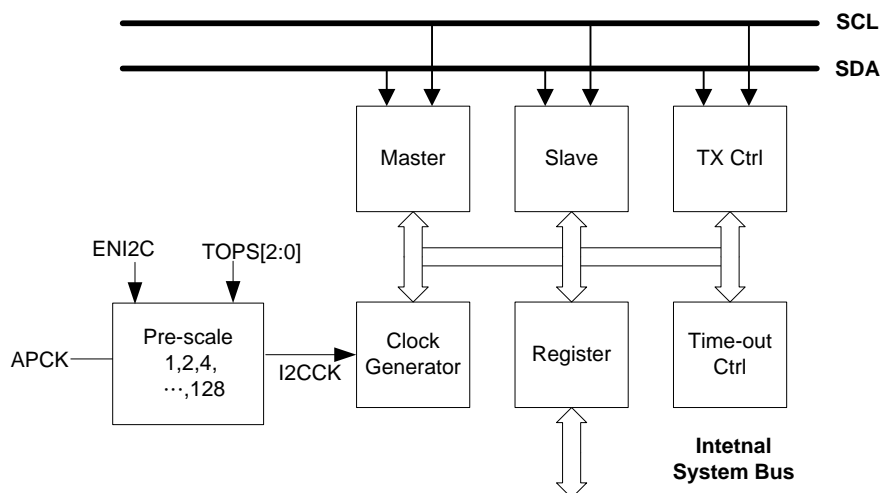 SCL
SDA
Master
Slave
TX Ctrl
ENI2C
TOPS[2:0]
APCK
Pre-scale
1,2,4,
⋯,128
I2CCK
Clock
Generator
Register
Time-out
Ctrl
Intetnal
System Bus